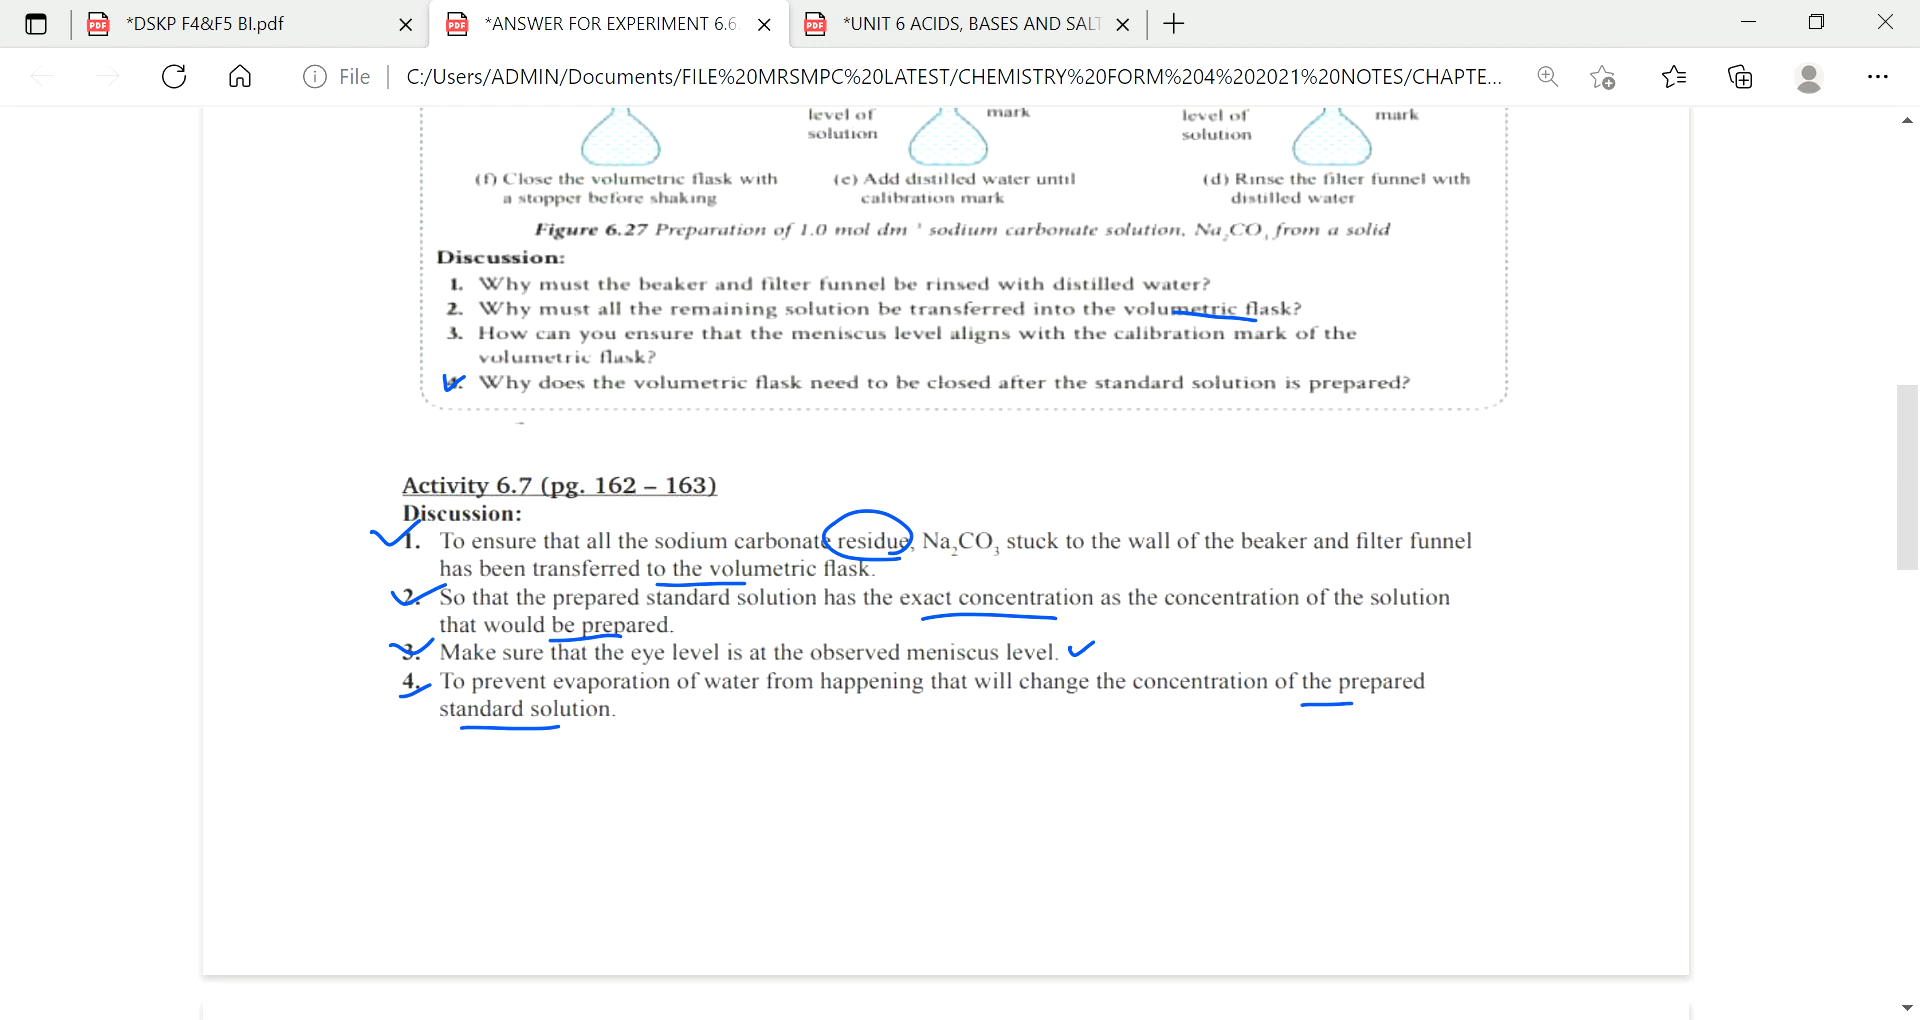 *DSKP F4&F5 BI.pdf
*ANSWER FOR EXPERIMENT 6.6
*UNIT 6 ACIDS, BASES AND SALT
File
C:/Users/ADMIN/Documents/FILE%20MRSMPC%20LATEST/CHEMISTRY%20FORM%204%202021%20NOTES/CHAPTE...
level of
solution
mark
level of
solution
mark
(f) Close the volumetric flask with
a stopper before shaking
(e) Add distilled water until
calibration mark
(d) Rinse the filter funnel with
distilled water
Figure 6.27 Preparation of 1.0 mol dm⁻³ sodium carbonate solution, Na₂CO₃ from a solid
Discussion:
1. Why must the beaker and filter funnel be rinsed with distilled water?
2. Why must all the remaining solution be transferred into the volumetric flask?
3. How can you ensure that the meniscus level aligns with the calibration mark of the
volumetric flask?
4. Why does the volumetric flask need to be closed after the standard solution is prepared?
Activity 6.7 (pg. 162 – 163)
Discussion:
1. To ensure that all the sodium carbonate residue, Na₂CO₃ stuck to the wall of the beaker and filter funnel
has been transferred to the volumetric flask.
2. So that the prepared standard solution has the exact concentration as the concentration of the solution
that would be prepared.
3. Make sure that the eye level is at the observed meniscus level.
4. To prevent evaporation of water from happening that will change the concentration of the prepared
standard solution.